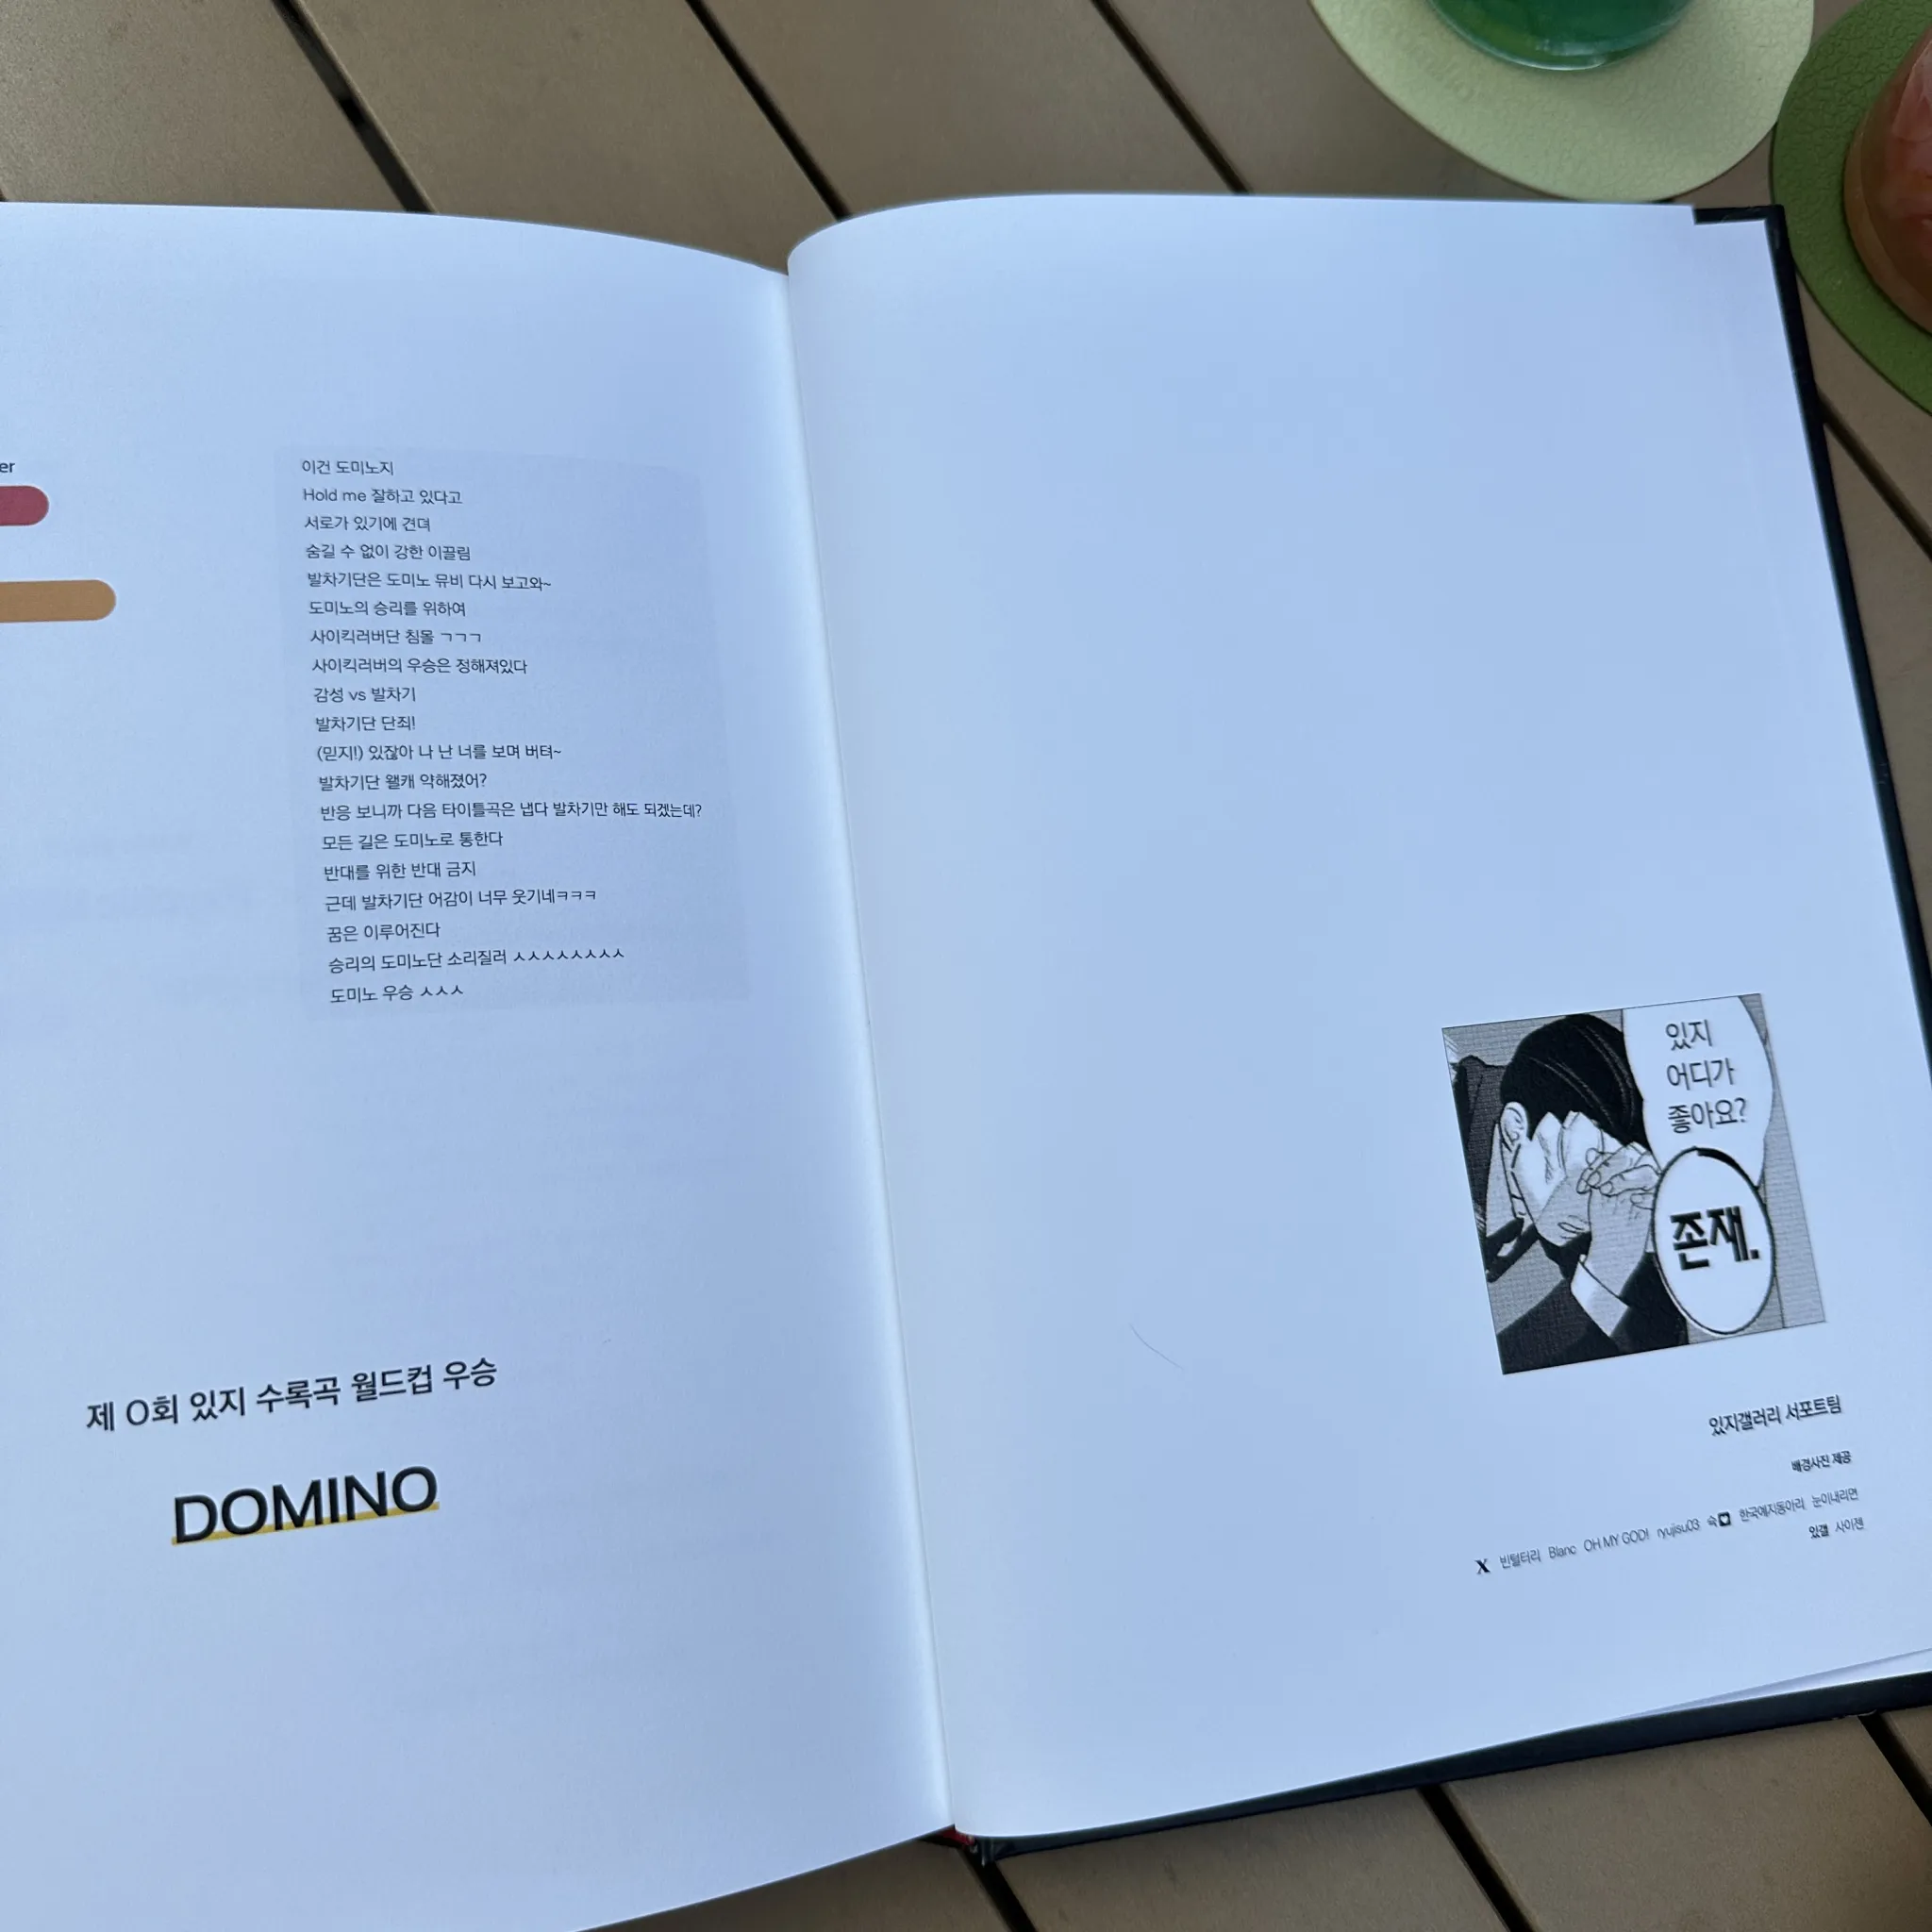 er
이건 도미노지
Hold me 잘하고 있다고
서로가 있기에 견뎌
숨길 수 없이 강한 이끌림
발차기단은 도미노 뮤비 다시 보고와~
도미노의 승리를 위하여
사이킥러버단 침몰 ㄱㄱㄱ
사이킥러버의 우승은 정해져있다
감성 vs 발차기
발차기단 단죄!
(믿지!) 있잖아 나 난 너를 보며 버텨~
발차기단 왤캐 약해졌어?
반응 보니까 다음 타이틀곡은 냅다 발차기만 해도 되겠는데?
모든 길은 도미노로 통한다
반대를 위한 반대 금지
근데 발차기단 어감이 너무 웃기네ㅋㅋㅋ
꿈은 이루어진다
승리의 도미노단 소리질러 ㅅㅅㅅㅅㅅㅅㅅㅅ
도미노 우승 ㅅㅅㅅ
제 0회 있지 수록곡 월드컵 우승
DOMINO
있지
어디가
좋아요?
존재.
있지갤러리 서포트팀
배경사진 제공
X 빈털터리 Blanc OH MY GOD! ryujisu03 슉 한국예지동아리 눈이내리면
있갤 사이젠